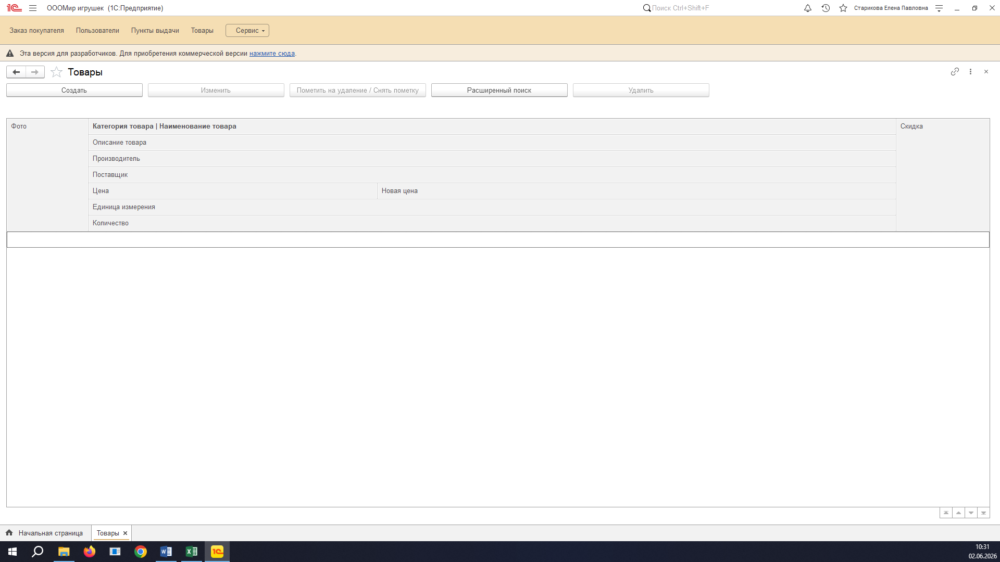 1С ОООМир игрушек (1С:Предприятие) Поиск Ctrl+Shift+F Старикова Елена Павловна
Заказ покупателя Пользователи Пункты выдачи Товары Сервис
Эта версия для разработчиков. Для приобретения коммерческой версии нажмите сюда.
Товары
Создать Изменить Пометить на удаление / Снять пометку Расширенный поиск Удалить
Фото Категория товара | Наименование товара Скидка
Описание товара
Производитель
Поставщик
Цена Новая цена
Единица измерения
Количество
Начальная страница Товары
10:31
02.06.2026